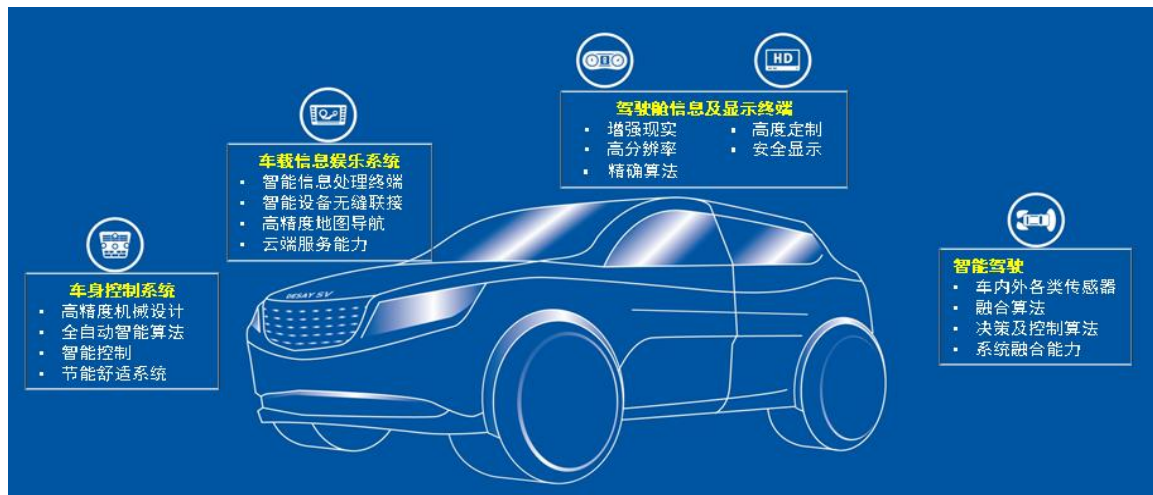 HD
驾驶舱信息及显示终端
▪ 增强现实
▪ 高分辨率
▪ 精确算法
▪ 高度定制
▪ 安全显示
车载信息娱乐系统
▪ 智能信息处理终端
▪ 智能设备无缝联接
▪ 高精度地图导航
▪ 云端服务能力
车身控制系统
▪ 高精度机械设计
▪ 全自动智能算法
▪ 智能控制
▪ 节能舒适系统
DESAY SV
智能驾驶
▪ 车内外各类传感器
▪ 融合算法
▪ 决策及控制算法
▪ 系统融合能力